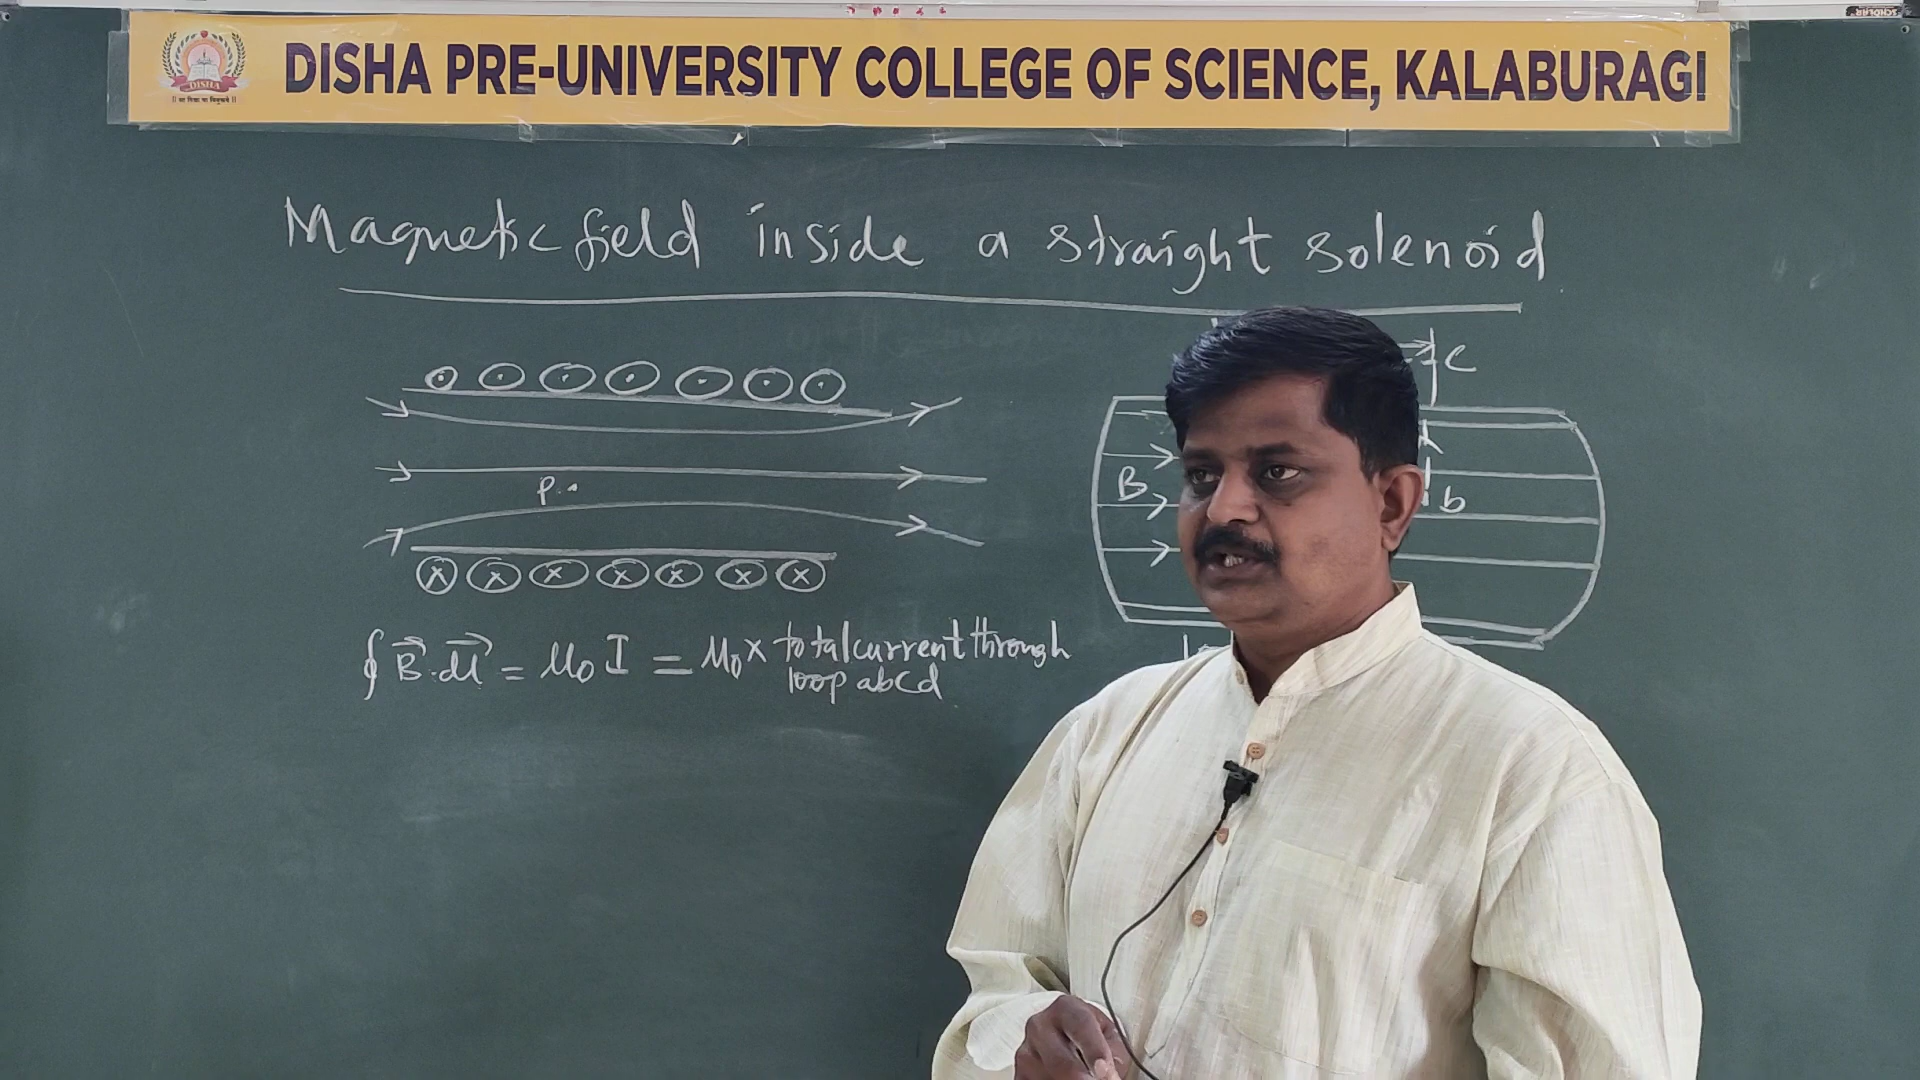 DISHA PRE-UNIVERSITY COLLEGE OF SCIENCE, KALABURAGI
DISHA
Magnetic field inside a straight solenoid
c
P
B
b
∮ B⃗.dl⃗ = μ₀ I = μ₀ x total current through
loop abcd